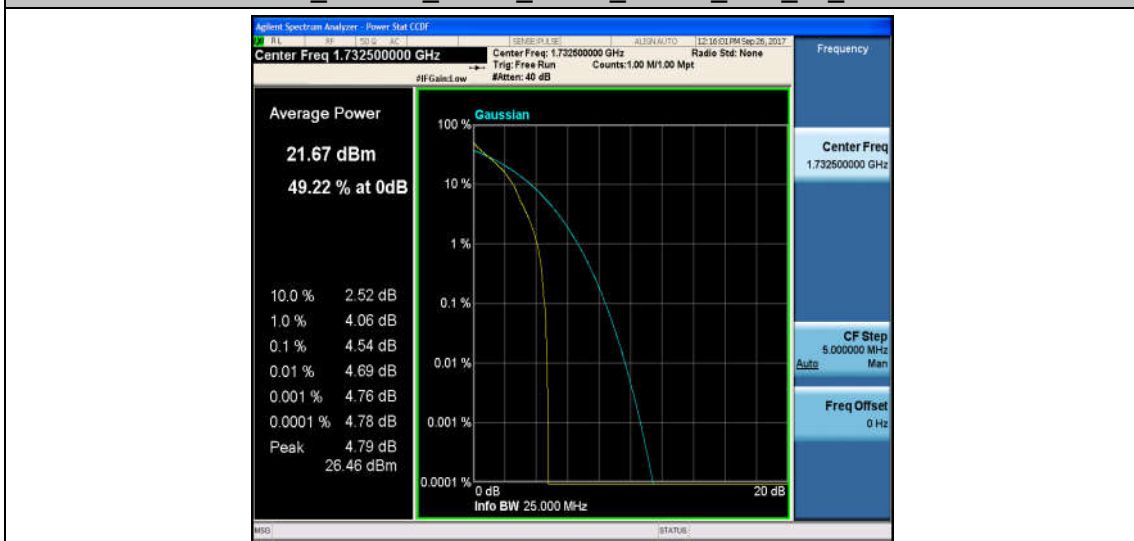 Agilent Spectrum Analyzer - Power Stat CCDF
RL RF 50 Ω AC SENSE:PULSE ALIGN AUTO 12:16:01 PM Sep 26, 2017
Center Freq 1.732500000 GHz
Center Freq: 1.732500000 GHz Radio Std: None
Trig: Free Run Counts:1.00 M/1.00 Mpt
#IFGain:Low #Atten: 40 dB
Frequency
Average Power
21.67 dBm
49.22 % at 0dB
10.0 % 2.52 dB
1.0 % 4.06 dB
0.1 % 4.54 dB
0.01 % 4.69 dB
0.001 % 4.76 dB
0.0001 % 4.78 dB
Peak 4.79 dB
26.46 dBm
Gaussian
100 %
10 %
1 %
0.1 %
0.01 %
0.001 %
0.0001 %
0 dB 20 dB
Info BW 25.000 MHz
Center Freq
1.732500000 GHz
CF Step
5.000000 MHz
Auto Man
Freq Offset
0 Hz
MSG STATUS